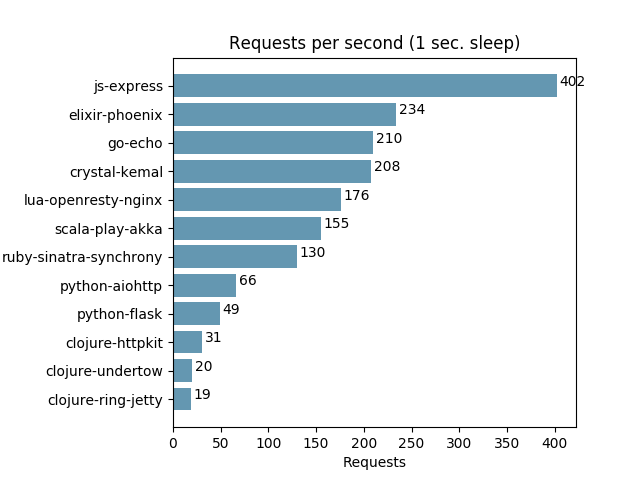 Requests per second (1 sec. sleep)
js-express 402
elixir-phoenix 234
go-echo 210
crystal-kemal 208
lua-openresty-nginx 176
scala-play-akka 155
ruby-sinatra-synchrony 130
python-aiohttp 66
python-flask 49
clojure-httpkit 31
clojure-undertow 20
clojure-ring-jetty 19
0 50 100 150 200 250 300 350 400
Requests